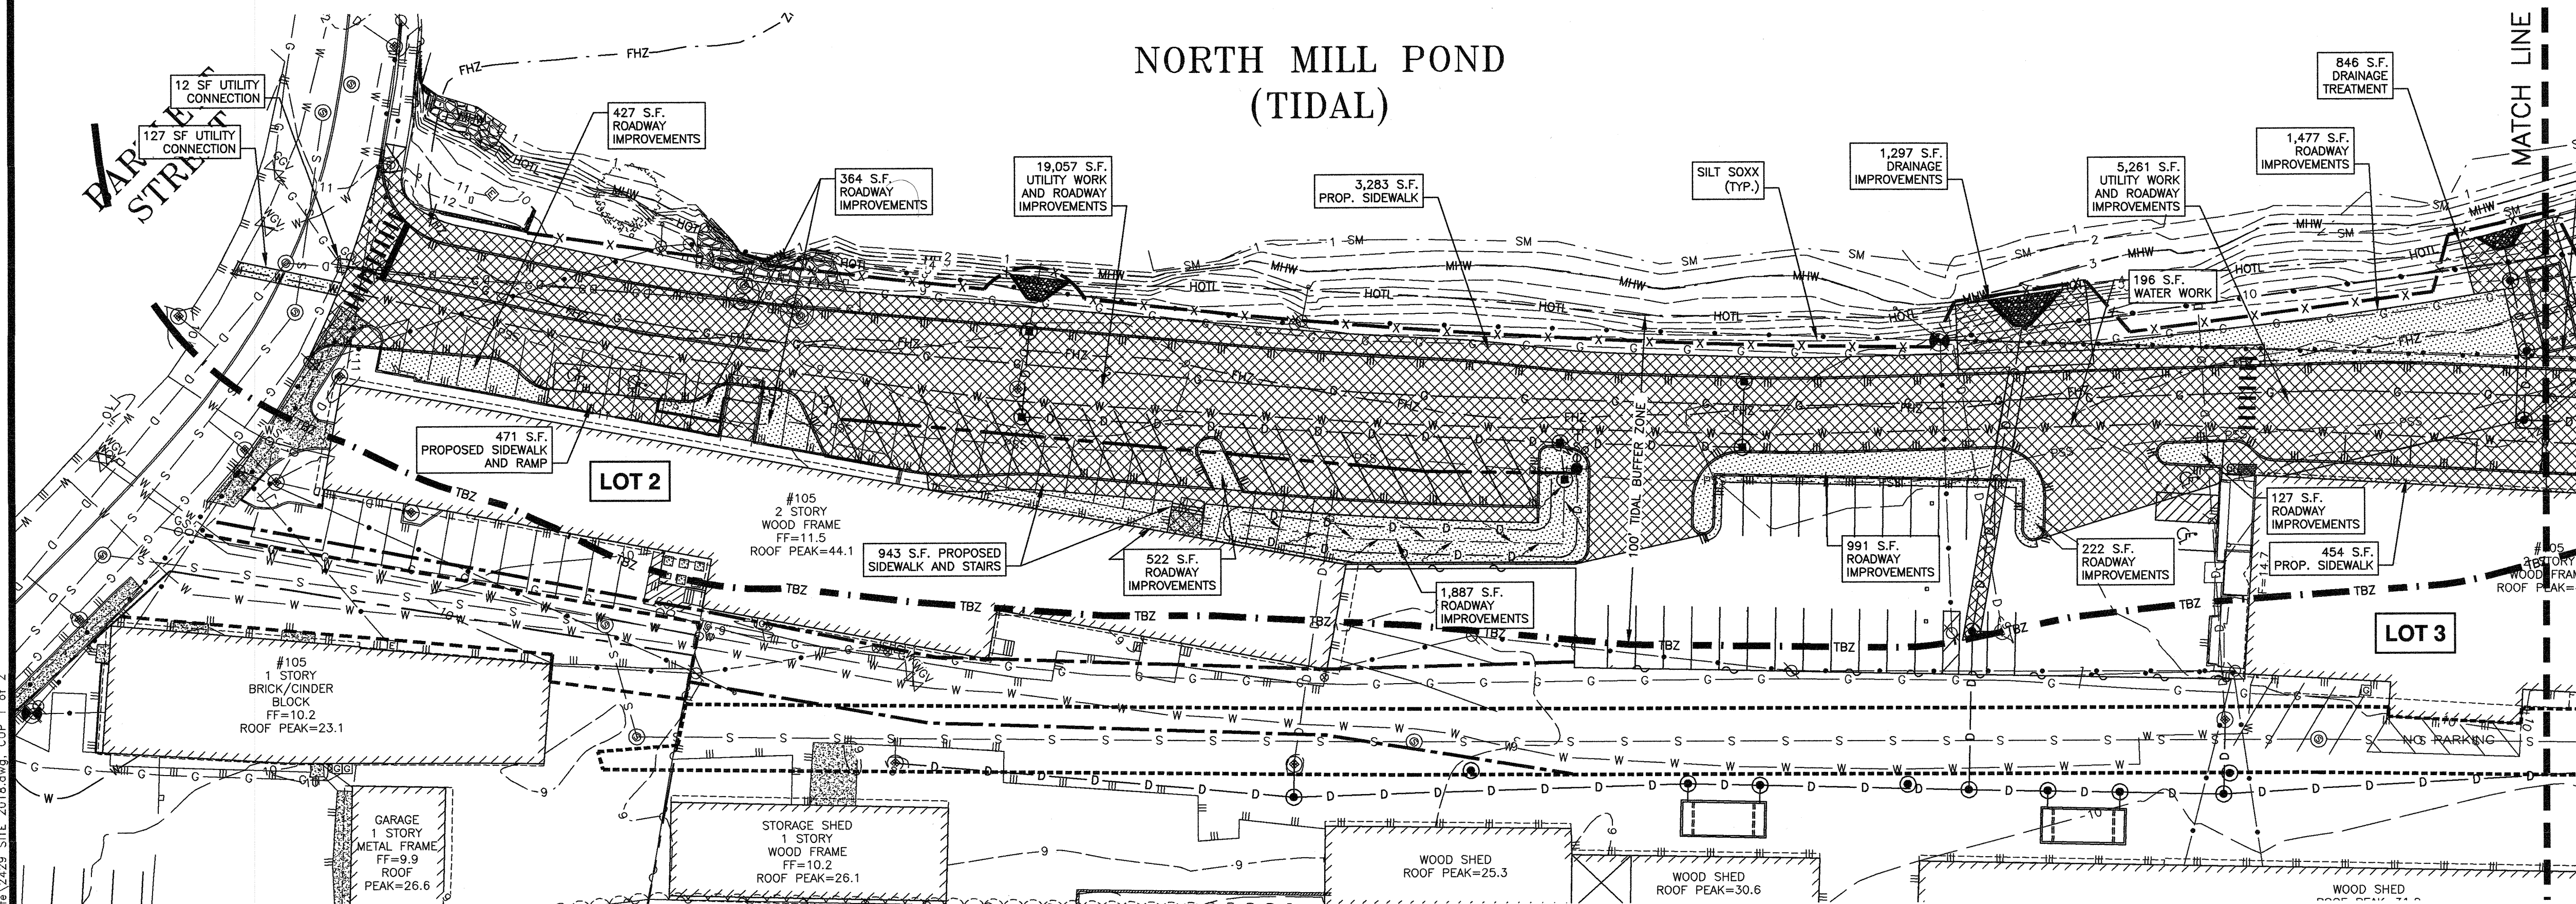 NORTH MILL POND
(TIDAL)
MATCH LINE
BARTLETT
STREET
12 SF UTILITY
CONNECTION
127 SF UTILITY
CONNECTION
427 S.F.
ROADWAY
IMPROVEMENTS
364 S.F.
ROADWAY
IMPROVEMENTS
19,057 S.F.
UTILITY WORK
AND ROADWAY
IMPROVEMENTS
3,283 S.F.
PROP. SIDEWALK
SILT SOXX
(TYP.)
1,297 S.F.
DRAINAGE
IMPROVEMENTS
5,261 S.F.
UTILITY WORK
AND ROADWAY
IMPROVEMENTS
1,477 S.F.
ROADWAY
IMPROVEMENTS
846 S.F.
DRAINAGE
TREATMENT
196 S.F.
WATER WORK
471 S.F.
PROPOSED SIDEWALK
AND RAMP
LOT 2
#105
2 STORY
WOOD FRAME
FF=11.5
ROOF PEAK=44.1
943 S.F. PROPOSED
SIDEWALK AND STAIRS
522 S.F.
ROADWAY
IMPROVEMENTS
1,887 S.F.
ROADWAY
IMPROVEMENTS
100' TIDAL BUFFER ZONE
991 S.F.
ROADWAY
IMPROVEMENTS
222 S.F.
ROADWAY
IMPROVEMENTS
127 S.F.
ROADWAY
IMPROVEMENTS
454 S.F.
PROP. SIDEWALK
LOT 3
NO PARKING
#105
1 STORY
BRICK/CINDER
BLOCK
FF=10.2
ROOF PEAK=23.1
GARAGE
1 STORY
METAL FRAME
FF=9.9
ROOF
PEAK=26.6
STORAGE SHED
1 STORY
WOOD FRAME
FF=10.2
ROOF PEAK=26.1
WOOD SHED
ROOF PEAK=25.3
WOOD SHED
ROOF PEAK=30.6
WOOD SHED